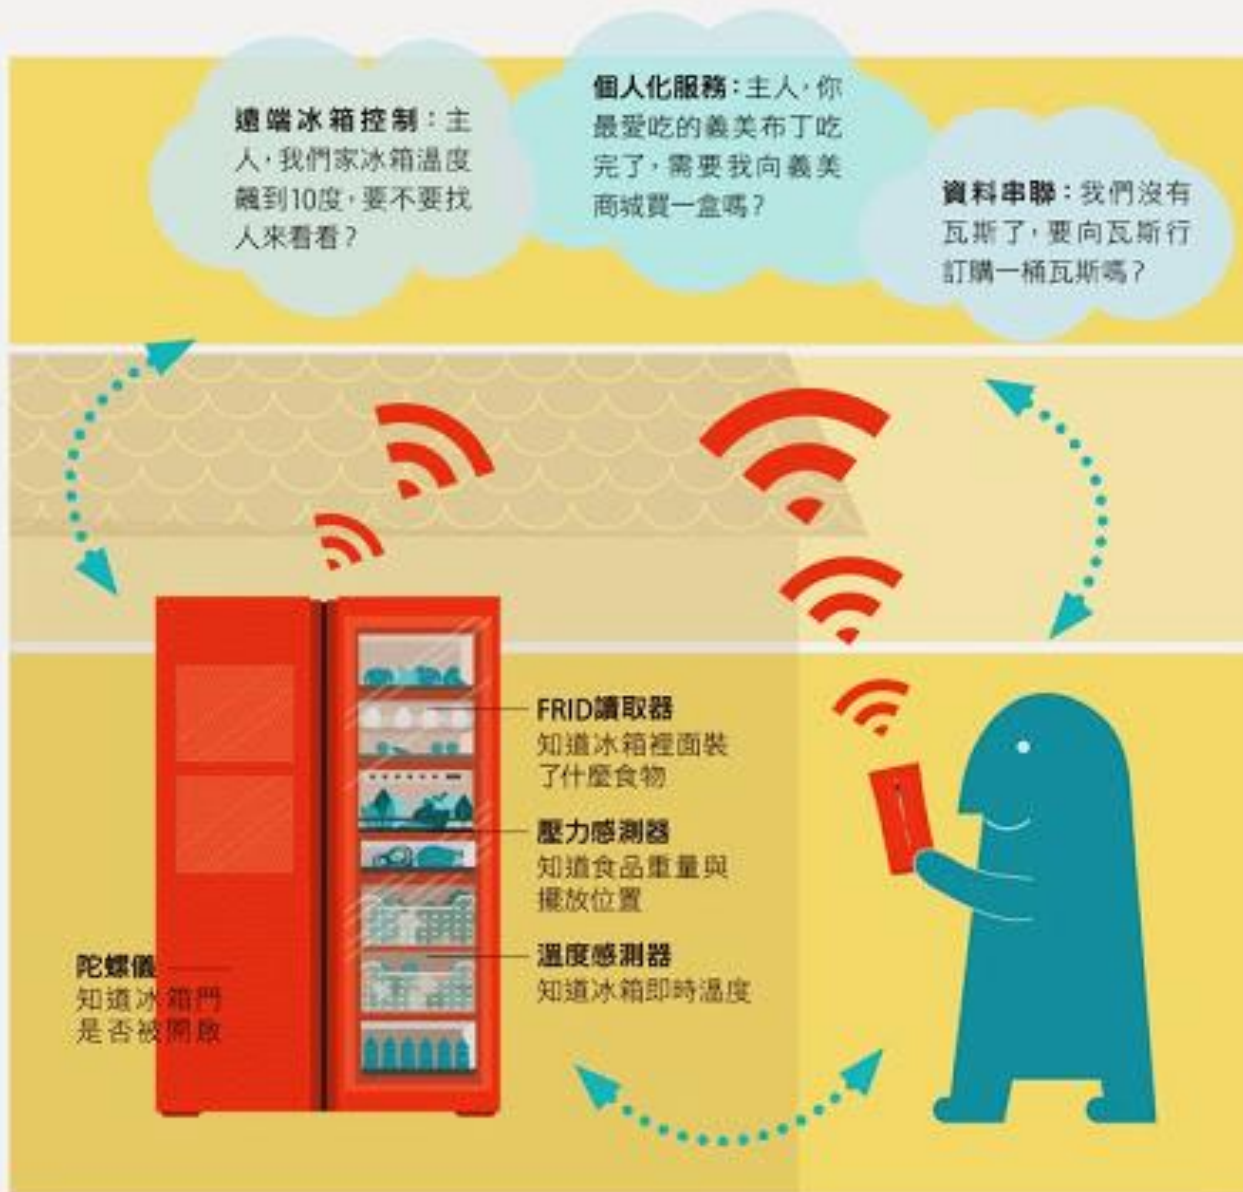 遠端冰箱控制：主
人，我們家冰箱溫度
飆到10度，要不要找
人來看看？
個人化服務：主人，你
最愛吃的義美布丁吃
完了，需要我向義美
商城買一盒嗎？
資料串聯：我們沒有
瓦斯了，要向瓦斯行
訂購一桶瓦斯嗎？
FRID讀取器
知道冰箱裡面裝
了什麼食物
壓力感測器
知道食品重量與
擺放位置
溫度感測器
知道冰箱即時溫度
陀螺儀
知道冰箱門
是否被開啟